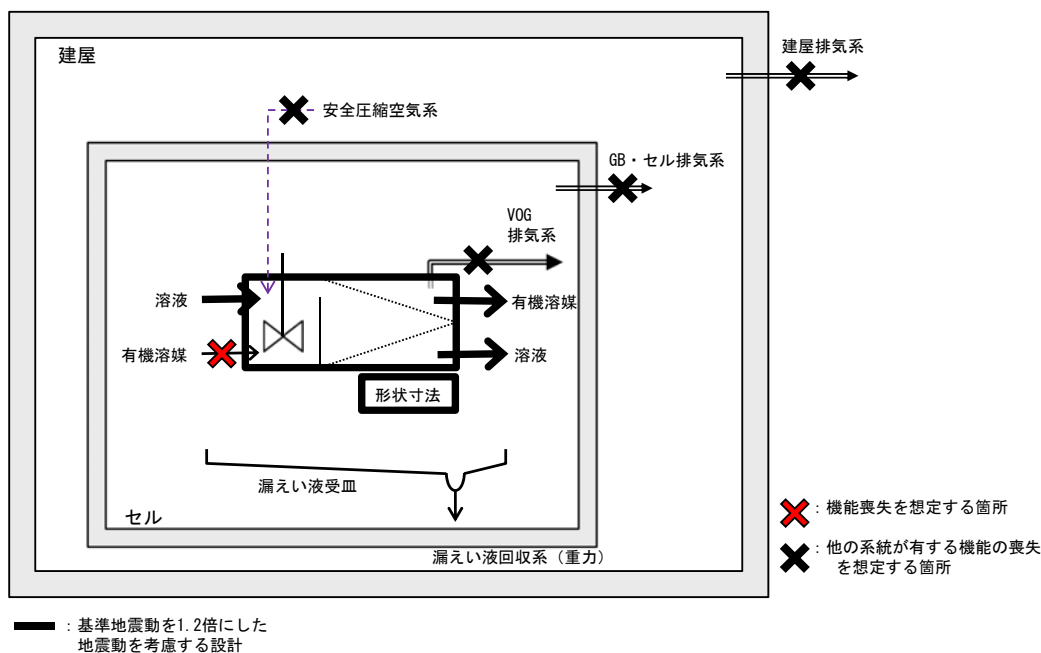 建屋
建屋排気系
安全圧縮空気系
GB・セル排気系
VOG
排気系
溶液
有機溶媒
有機溶媒
溶液
形状寸法
漏えい液受皿
セル
漏えい液回収系（重力）
：機能喪失を想定する箇所
：他の系統が有する機能の喪失
を想定する箇所
：基準地震動を1.2倍にした
地震動を考慮する設計